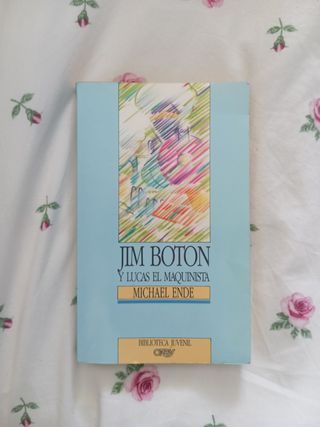 JIM BOTON
Y LUCAS EL MAQUINISTA
MICHAEL ENDE
BIBLIOTECA JUVENIL